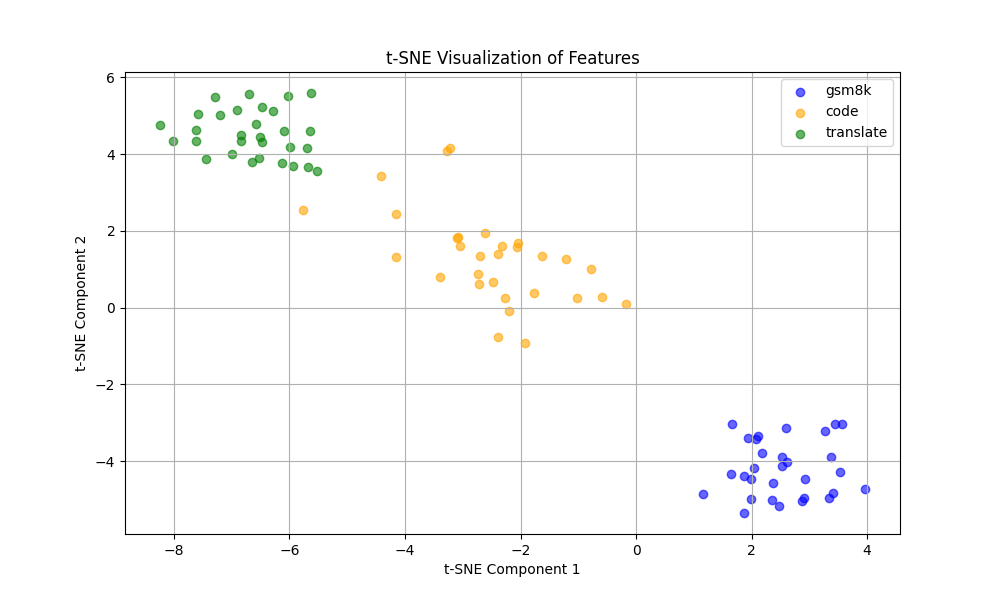 t-SNE Visualization of Features
gsm8k
code
translate
6
4
2
0
−2
−4
t-SNE Component 2
−8
−6
−4
−2
0
2
4
t-SNE Component 1